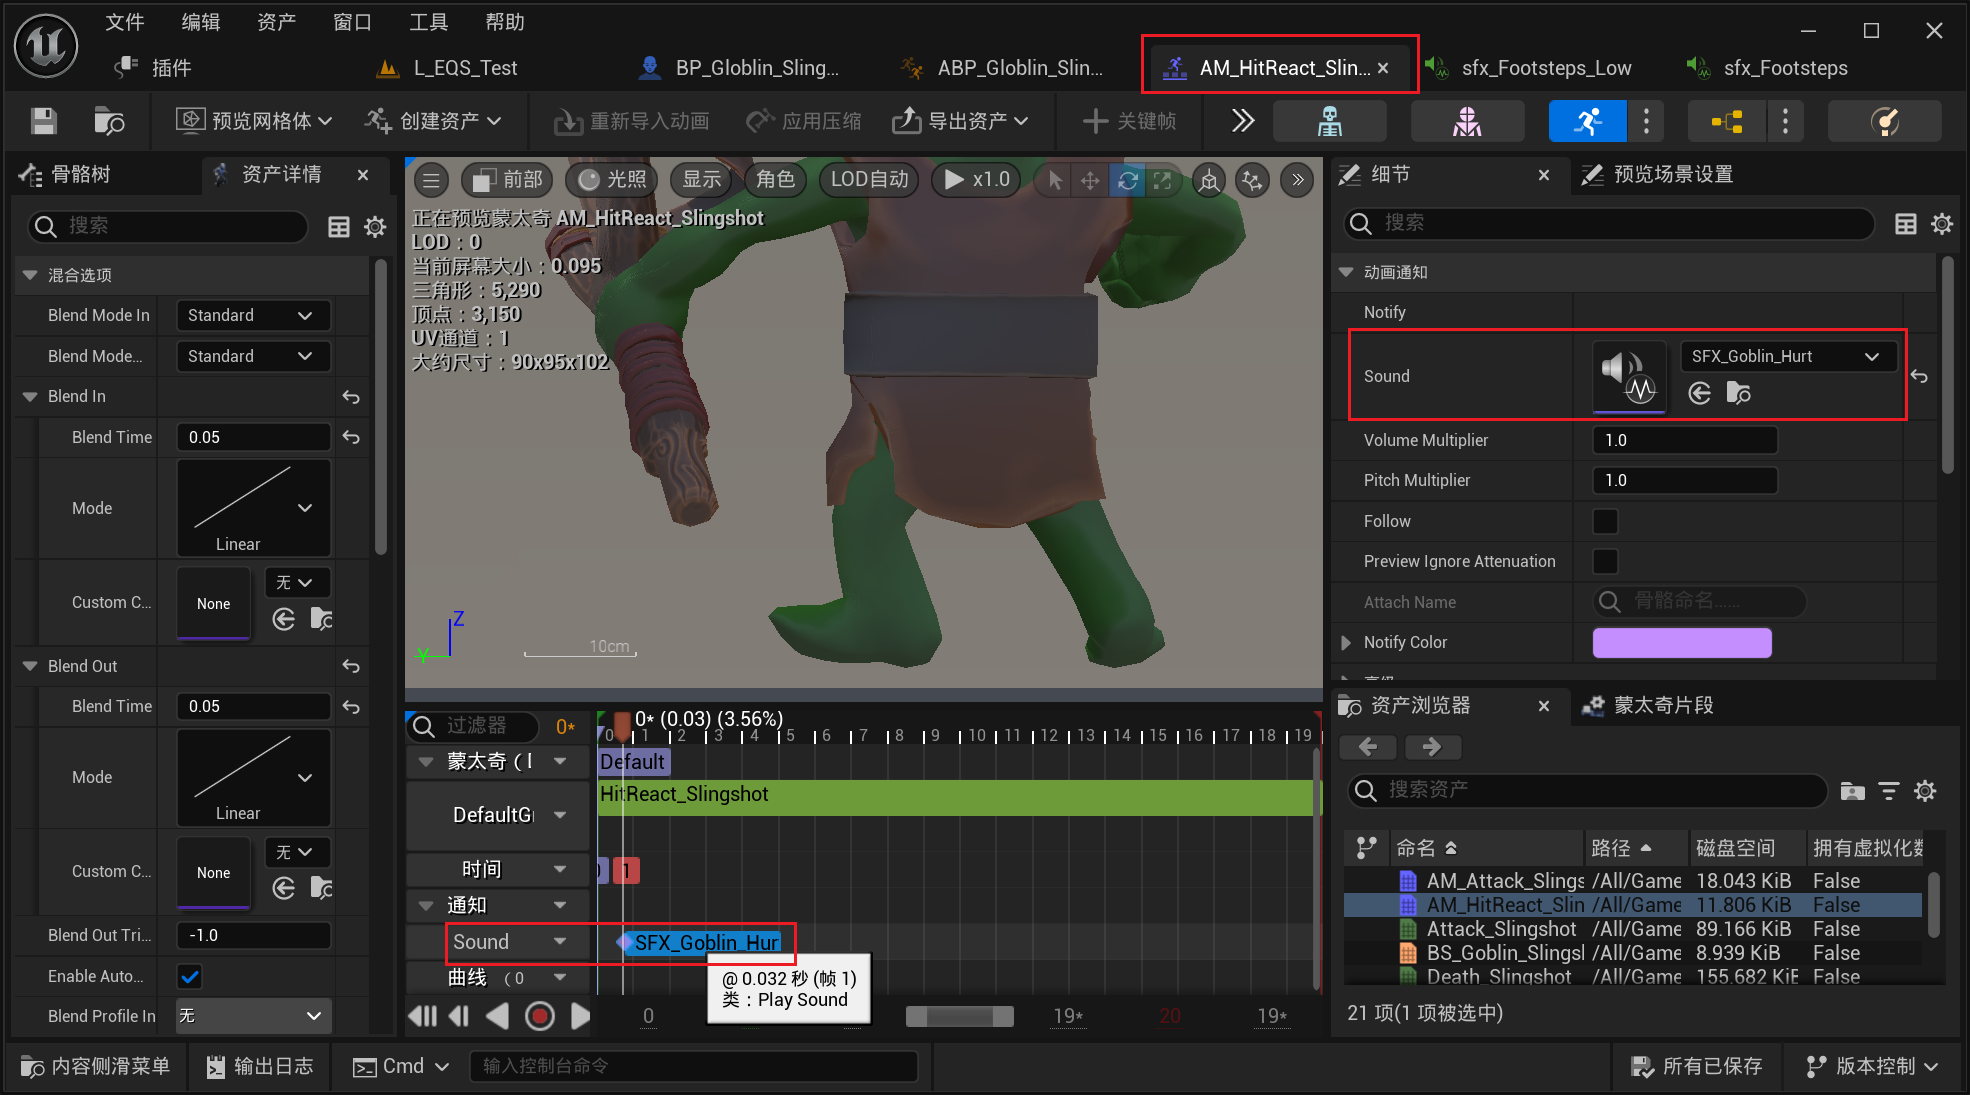 文件 编辑 资产 窗口 工具 帮助
插件 L_EQS_Test BP_Globlin_Sling... ABP_Globlin_Slin... AM_HitReact_Slin... sfx_Footsteps_Low sfx_Footsteps
预览网格体 创建资产 重新导入动画 应用压缩 导出资产 关键帧
骨骼树 资产详情
搜索
混合选项
Blend Mode In Standard
Blend Mode... Standard
Blend In
Blend Time 0.05
Mode
Linear
Custom C... None 无
Blend Out
Blend Time 0.05
Mode
Linear
Custom C... None 无
Blend Out Tri... -1.0
Enable Auto...
Blend Profile In 无
前部 光照 显示 角色 LOD自动 x1.0
正在预览蒙太奇 AM_HitReact_Slingshot
LOD：0
当前屏幕大小：0.095
三角形：5,290
顶点：3,150
UV通道：1
大约尺寸：90x95x102
Z
Y
10cm
过滤器 0*
0* (0.03) (3.56%)
0 1 2 3 4 5 6 7 8 9 10 11 12 13 14 15 16 17 18 19
蒙太奇
Default
DefaultG
HitReact_Slingshot
时间 1
通知
Sound SFX_Goblin_Hur
曲线 (0
@ 0.032 秒 (帧 1)
类：Play Sound
0 19* 20 19*
细节 预览场景设置
搜索
动画通知
Notify
Sound SFX_Goblin_Hurt
Volume Multiplier 1.0
Pitch Multiplier 1.0
Follow
Preview Ignore Attenuation
Attach Name 骨骼命名......
Notify Color
高级
资产浏览器 蒙太奇片段
搜索资产
命名 路径 磁盘空间 拥有虚拟化数
AM_Attack_Slings /All/Game 18.043 KiB False
AM_HitReact_Slin /All/Game 11.806 KiB False
Attack_Slingshot /All/Game 89.166 KiB False
BS_Goblin_Slingsl /All/Game 8.939 KiB False
Death_Slingshot /All/Game 155.682 KiE False
21 项(1 项被选中)
内容侧滑菜单 输出日志 Cmd 输入控制台命令 所有已保存 版本控制